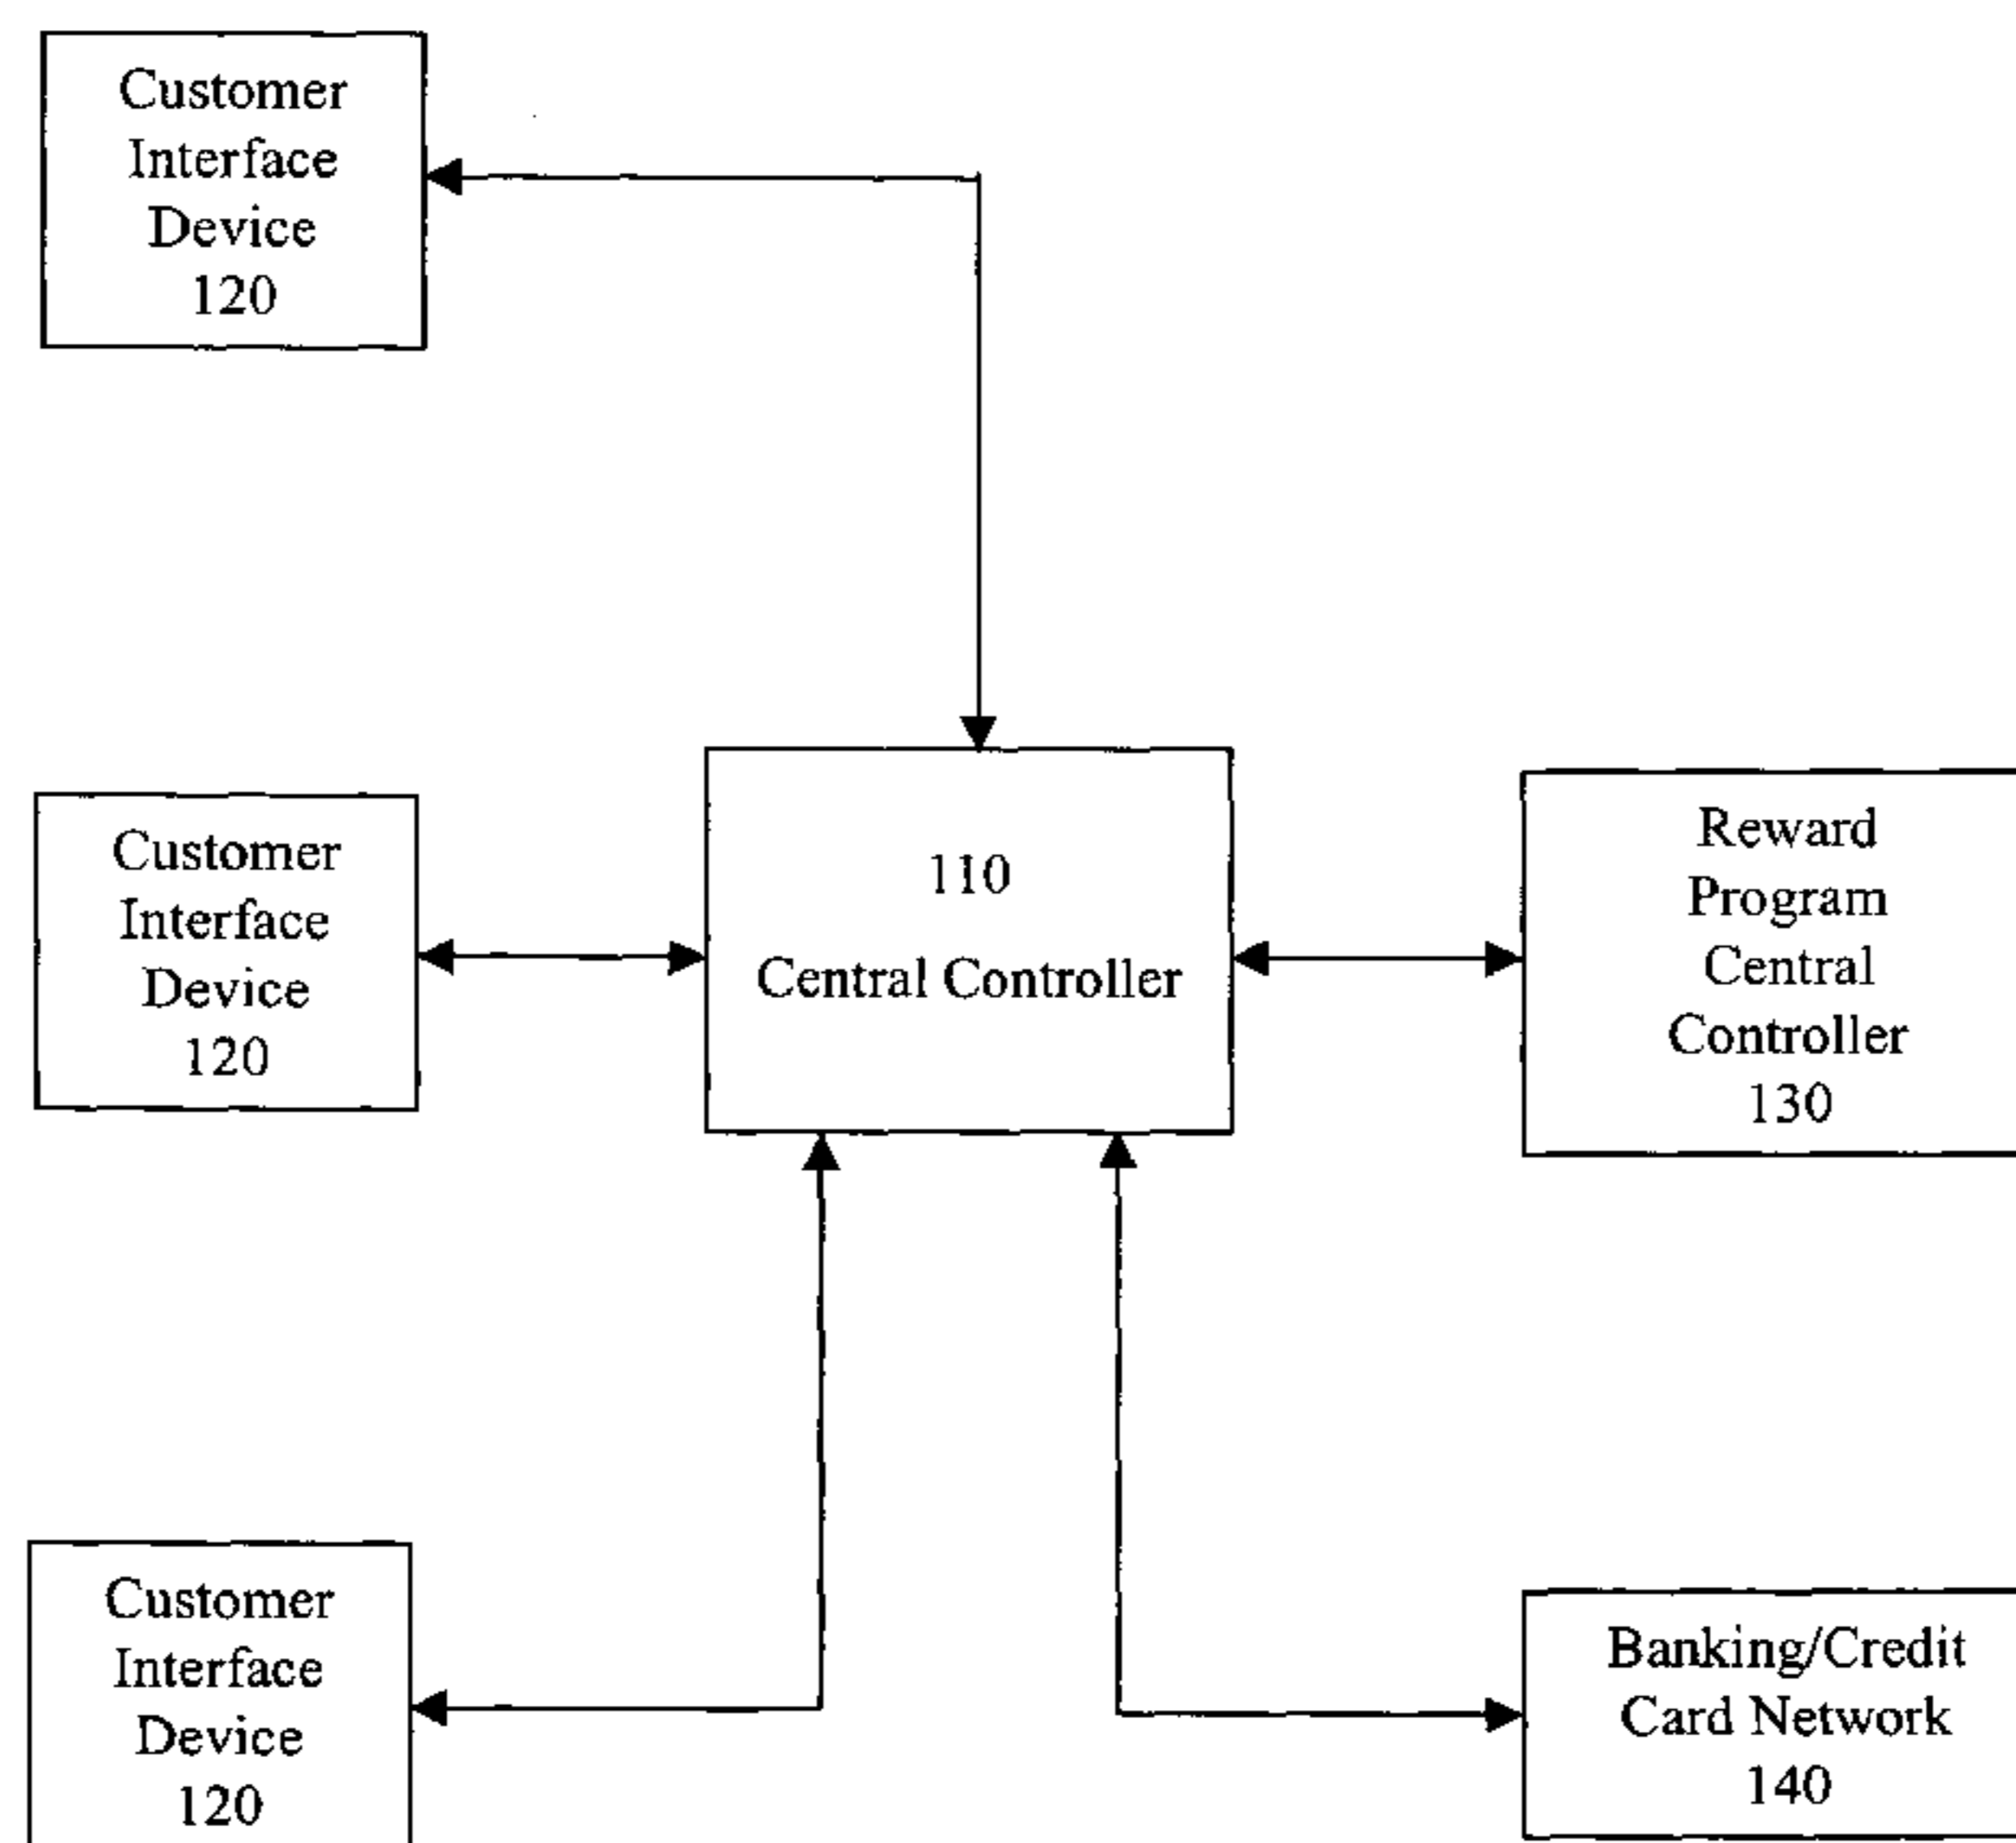 Customer
Interface
Device
120
Customer
Interface
Device
120
110
Central Controller
Reward
Program
Central
Controller
130
Customer
Interface
Device
120
Banking/Credit
Card Network
140